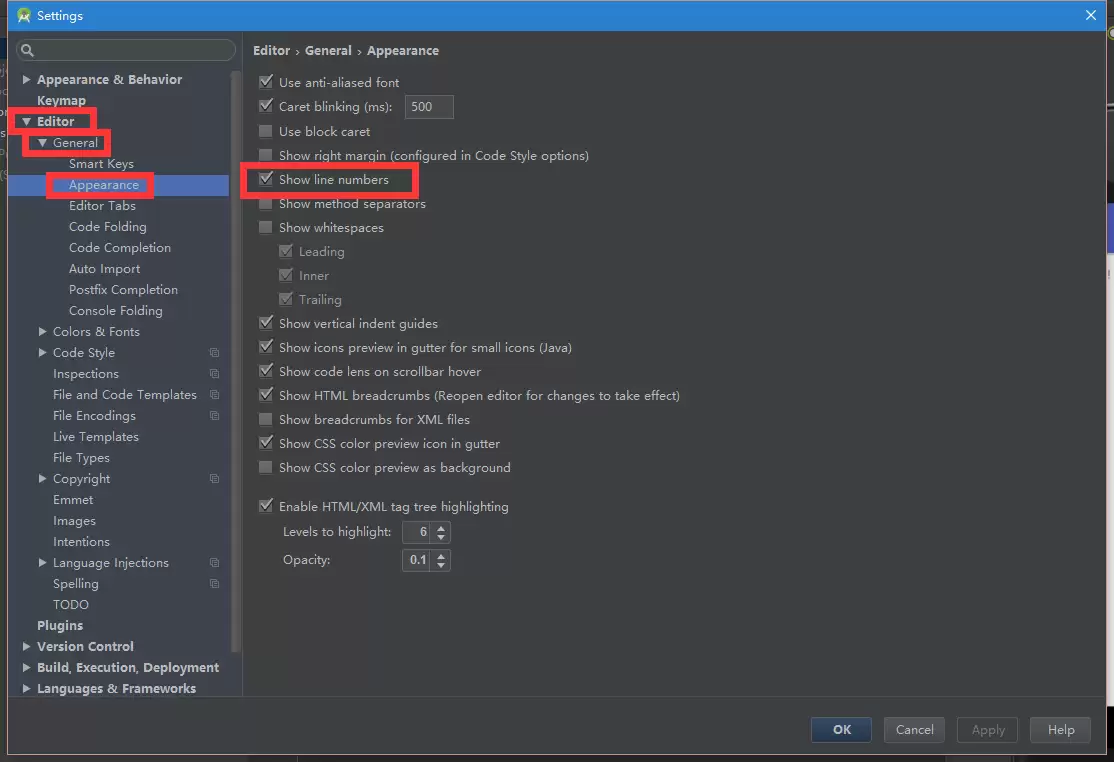 Settings
Appearance & Behavior
Keymap
Editor
General
Smart Keys
Appearance
Editor Tabs
Code Folding
Code Completion
Auto Import
Postfix Completion
Console Folding
Colors & Fonts
Code Style
Inspections
File and Code Templates
File Encodings
Live Templates
File Types
Copyright
Emmet
Images
Intentions
Language Injections
Spelling
TODO
Plugins
Version Control
Build, Execution, Deployment
Languages & Frameworks
Editor › General › Appearance
Use anti-aliased font
Caret blinking (ms): 500
Use block caret
Show right margin (configured in Code Style options)
Show line numbers
Show method separators
Show whitespaces
Leading
Inner
Trailing
Show vertical indent guides
Show icons preview in gutter for small icons (Java)
Show code lens on scrollbar hover
Show HTML breadcrumbs (Reopen editor for changes to take effect)
Show breadcrumbs for XML files
Show CSS color preview icon in gutter
Show CSS color preview as background
Enable HTML/XML tag tree highlighting
Levels to highlight: 6
Opacity: 0.1
OK Cancel Apply Help